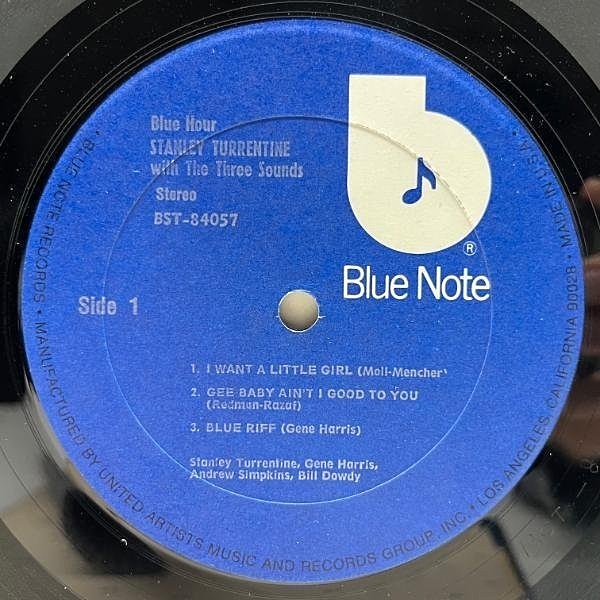 Blue Hour
STANLEY TURRENTINE
with The Three Sounds
Stereo
BST-84057
®
Blue Note
Side 1
1. I WANT A LITTLE GIRL (Moll-Mencher)
2. GEE BABY AIN'T I GOOD TO YOU
(Redman-Razaf)
3. BLUE RIFF (Gene Harris)
Stanley Turrentine, Gene Harris,
Andrew Simpkins, Bill Dowdy
• BLUE NOTE RECORDS • MANUFACTURED BY UNITED ARTISTS MUSIC AND RECORDS GROUP, INC. • LOS ANGELES, CALIFORNIA 90028 • MADE IN U.S.A. •